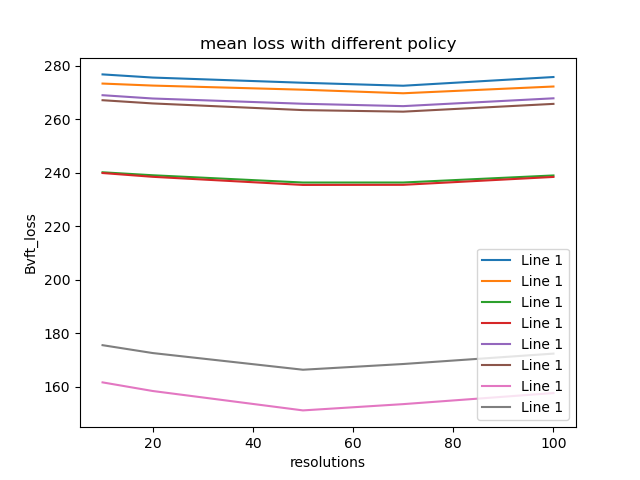 mean loss with different policy
Bvft_loss
280
260
240
220
200
180
160
Line 1
Line 1
Line 1
Line 1
Line 1
Line 1
Line 1
Line 1
20 40 60 80 100
resolutions